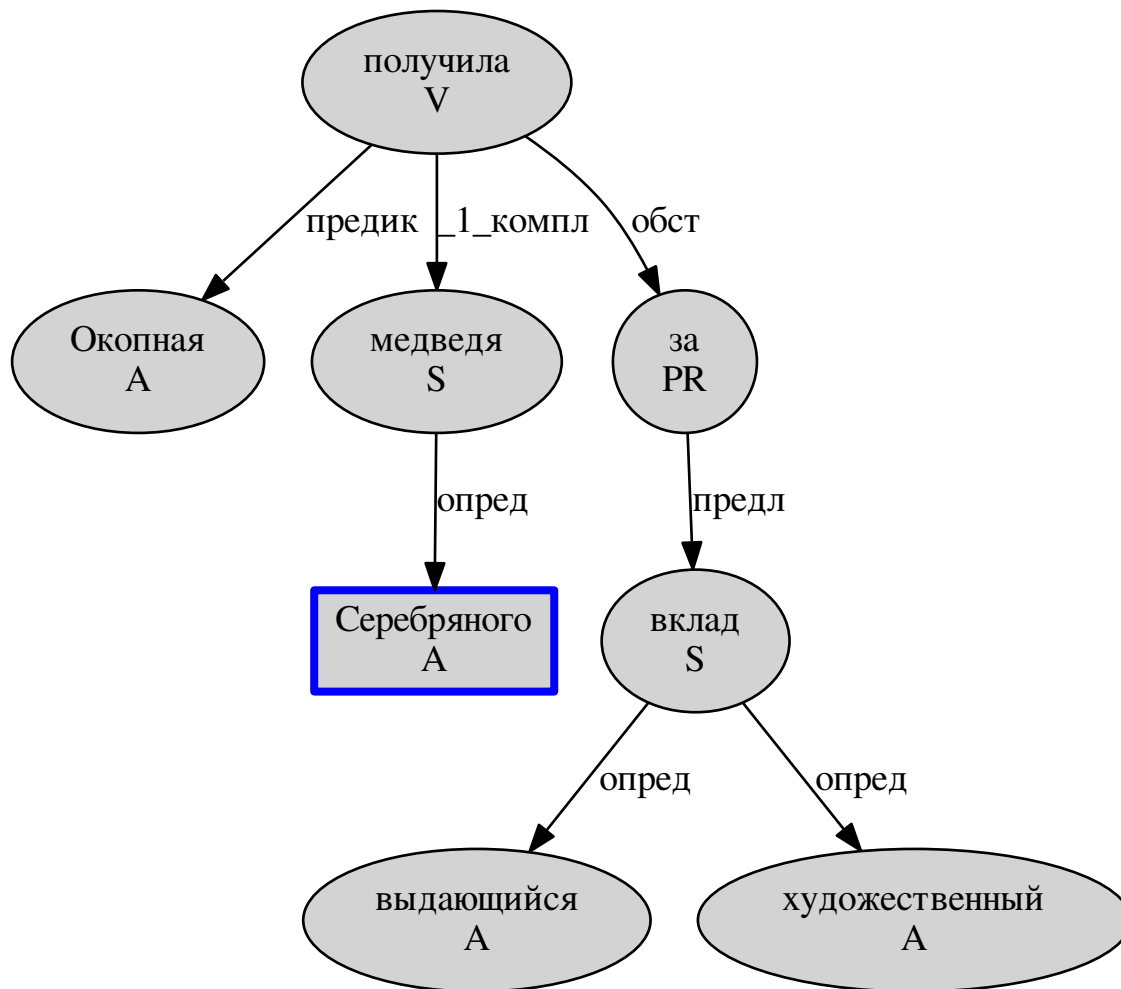 получила
V
предик
_1_компл
обст
Окопная
A
медведя
S
за
PR
опред
предл
Серебряного
A
вклад
S
опред
опред
выдающийся
A
художественный
A